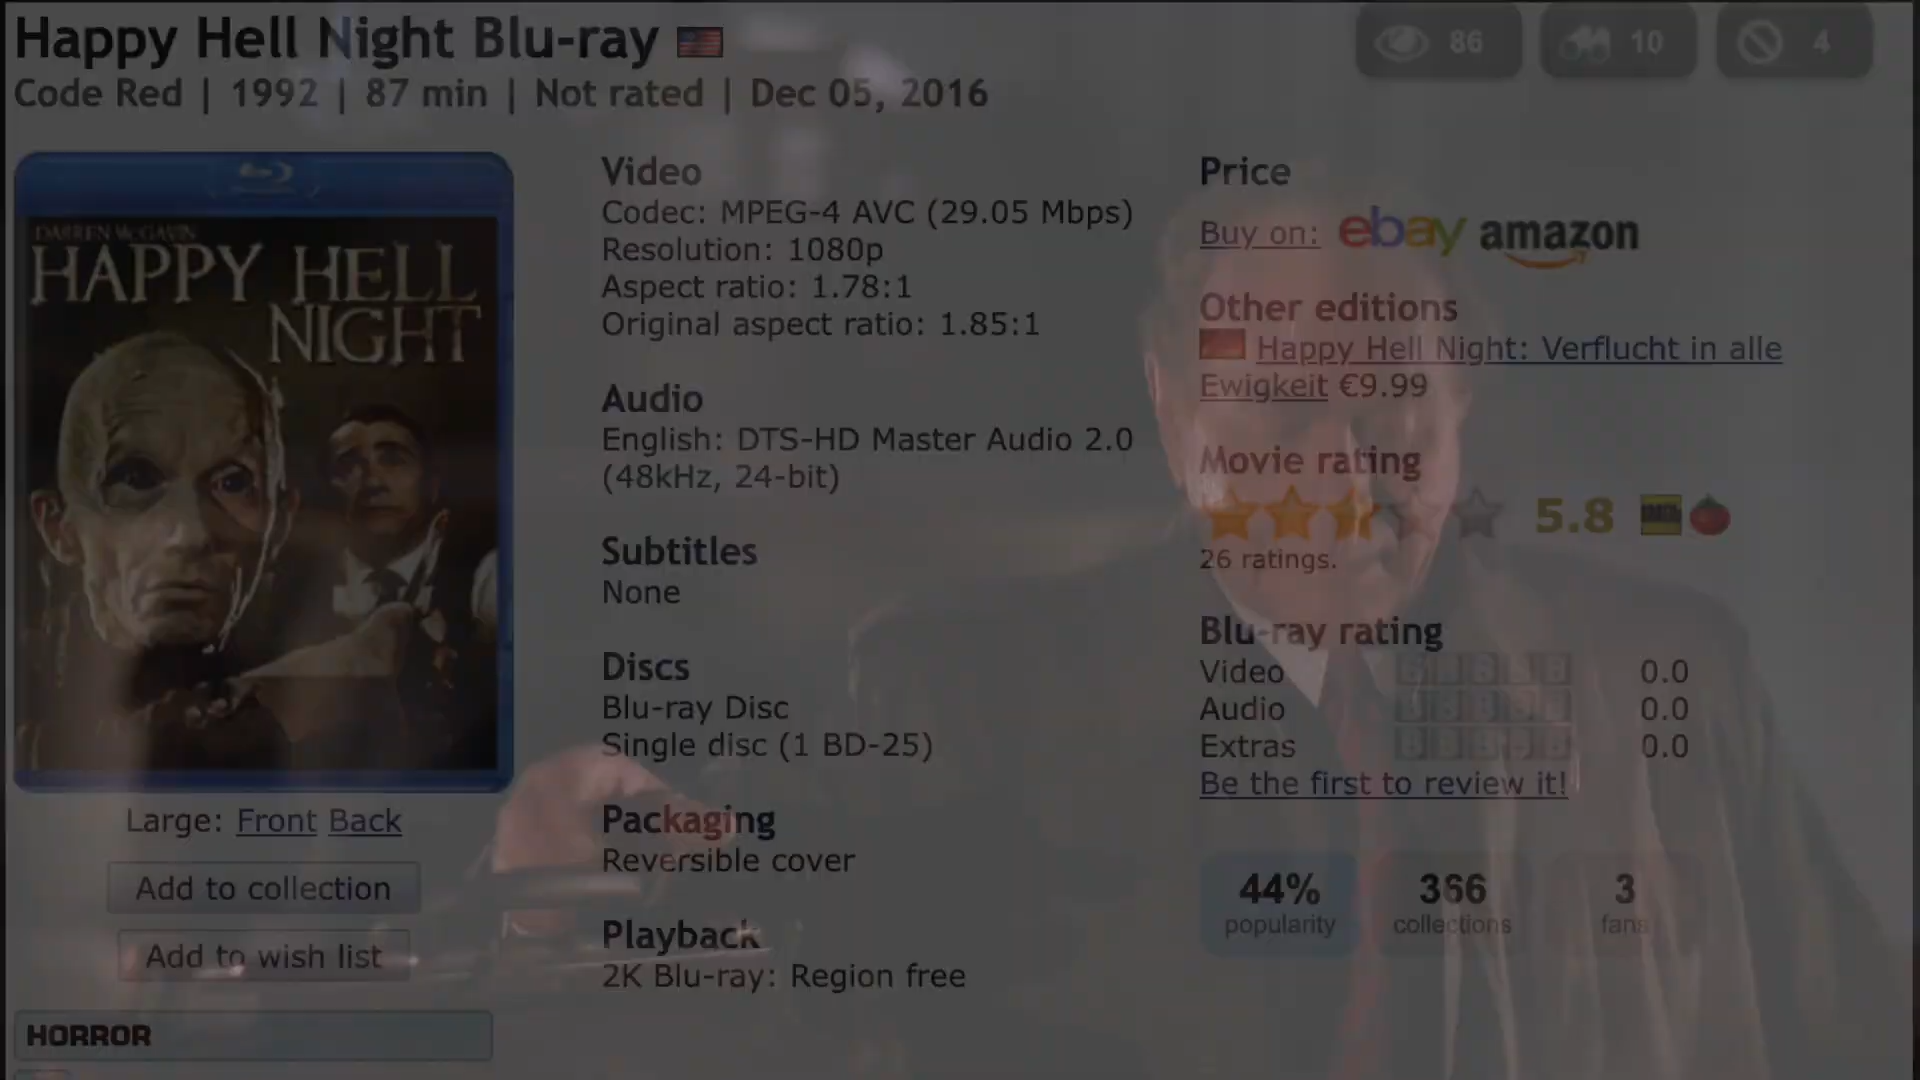 Happy Hell Night Blu-ray
Code Red | 1992 | 87 min | Not rated | Dec 05, 2016
86
10
4
DARREN McGAVIN
HAPPY HELL
NIGHT
Large: Front Back
Add to collection
Add to wish list
HORROR
Video
Codec: MPEG-4 AVC (29.05 Mbps)
Resolution: 1080p
Aspect ratio: 1.78:1
Original aspect ratio: 1.85:1
Audio
English: DTS-HD Master Audio 2.0
(48kHz, 24-bit)
Subtitles
None
Discs
Blu-ray Disc
Single disc (1 BD-25)
Packaging
Reversible cover
Playback
2K Blu-ray: Region free
Price
Buy on: ebay amazon
Other editions
Happy Hell Night: Verflucht in alle
Ewigkeit €9.99
Movie rating
5.8
26 ratings.
Blu-ray rating
Video 0.0
Audio 0.0
Extras 0.0
Be the first to review it!
44%
popularity
366
collections
3
fans